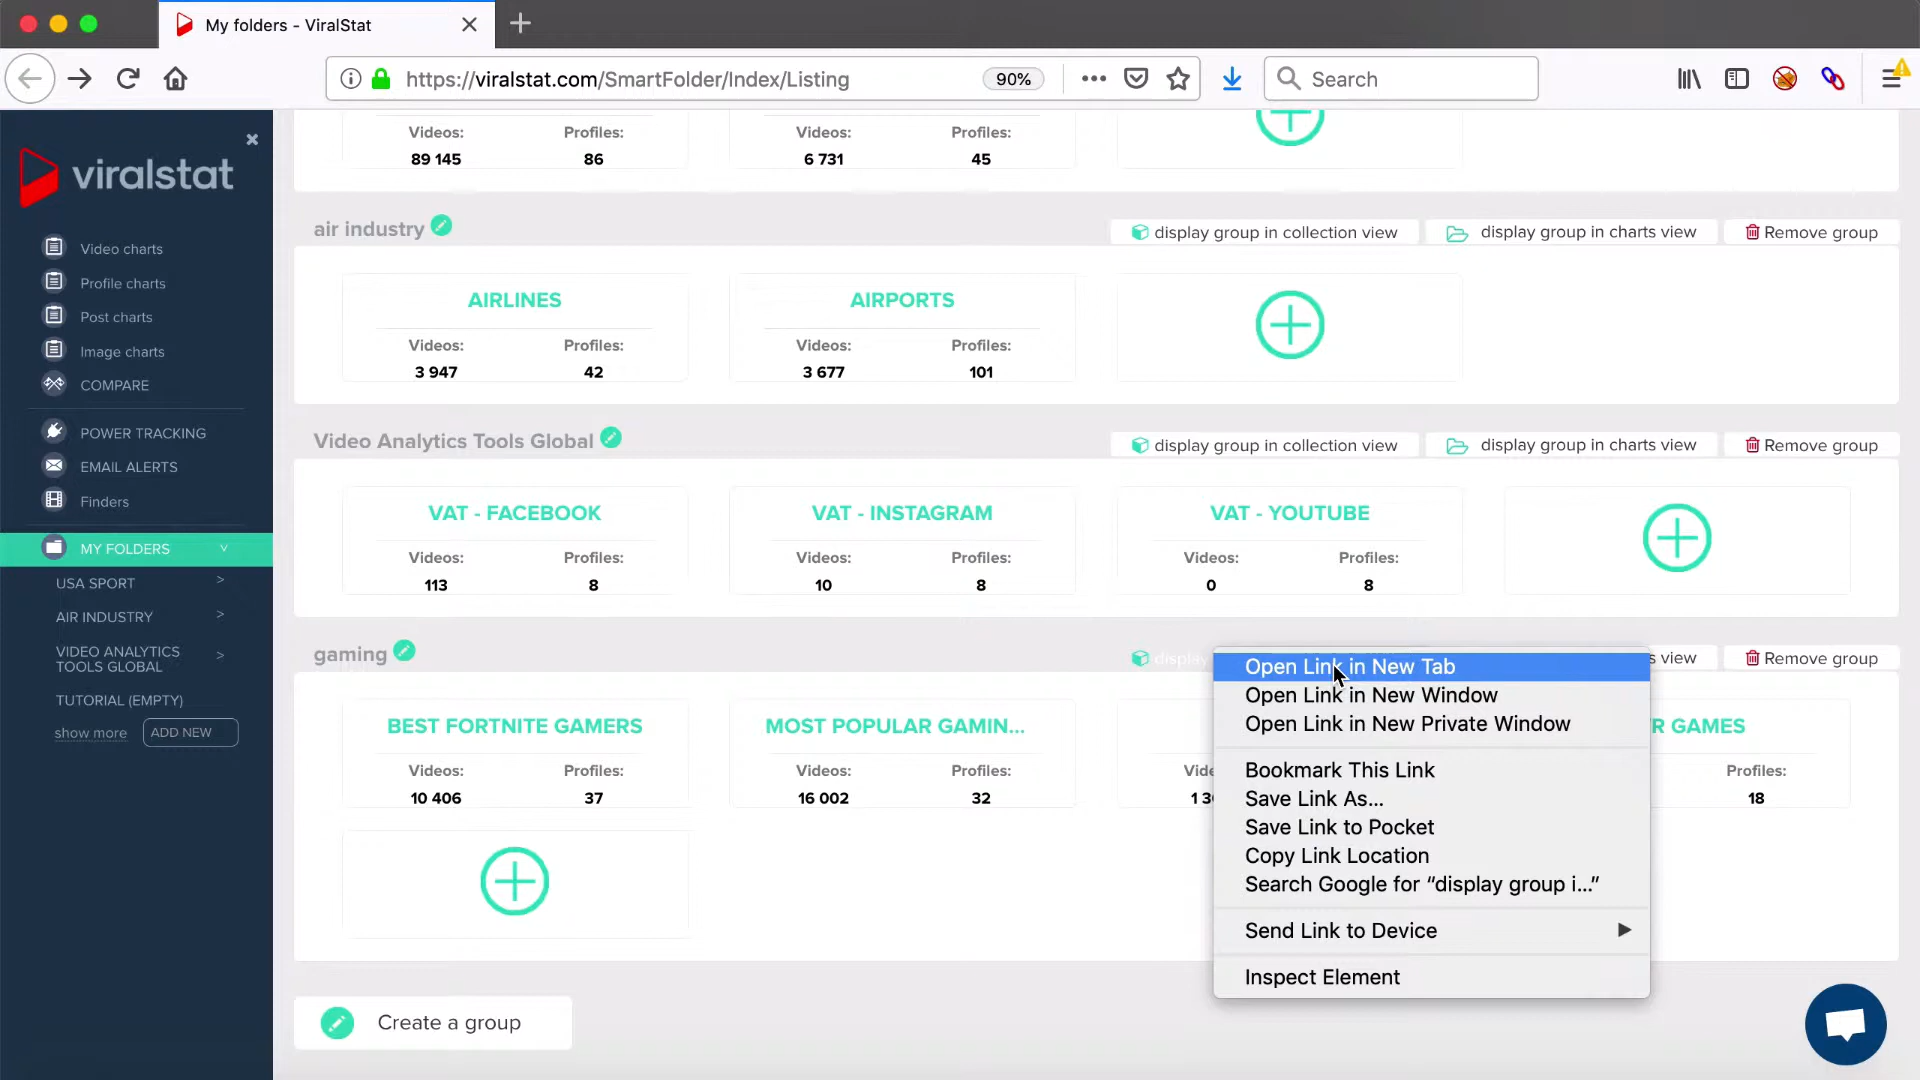 My folders - ViralStat
https://viralstat.com/SmartFolder/Index/Listing
90%
Search
viralstat
Video charts
Profile charts
Post charts
Image charts
COMPARE
POWER TRACKING
EMAIL ALERTS
Finders
MY FOLDERS
USA SPORT
AIR INDUSTRY
VIDEO ANALYTICS
TOOLS GLOBAL
TUTORIAL (EMPTY)
show more
ADD NEW
Videos: Profiles:
89 145 86
Videos: Profiles:
6 731 45
air industry
display group in collection view
display group in charts view
Remove group
AIRLINES
Videos: Profiles:
3 947 42
AIRPORTS
Videos: Profiles:
3 677 101
Video Analytics Tools Global
display group in collection view
display group in charts view
Remove group
VAT - FACEBOOK
Videos: Profiles:
113 8
VAT - INSTAGRAM
Videos: Profiles:
10 8
VAT - YOUTUBE
Videos: Profiles:
0 8
gaming
display
s view
Remove group
BEST FORTNITE GAMERS
Videos: Profiles:
10 406 37
MOST POPULAR GAMIN...
Videos: Profiles:
16 002 32
R GAMES
Profiles:
18
Open Link in New Tab
Open Link in New Window
Open Link in New Private Window
Bookmark This Link
Save Link As...
Save Link to Pocket
Copy Link Location
Search Google for “display group i...”
Send Link to Device
Inspect Element
Create a group